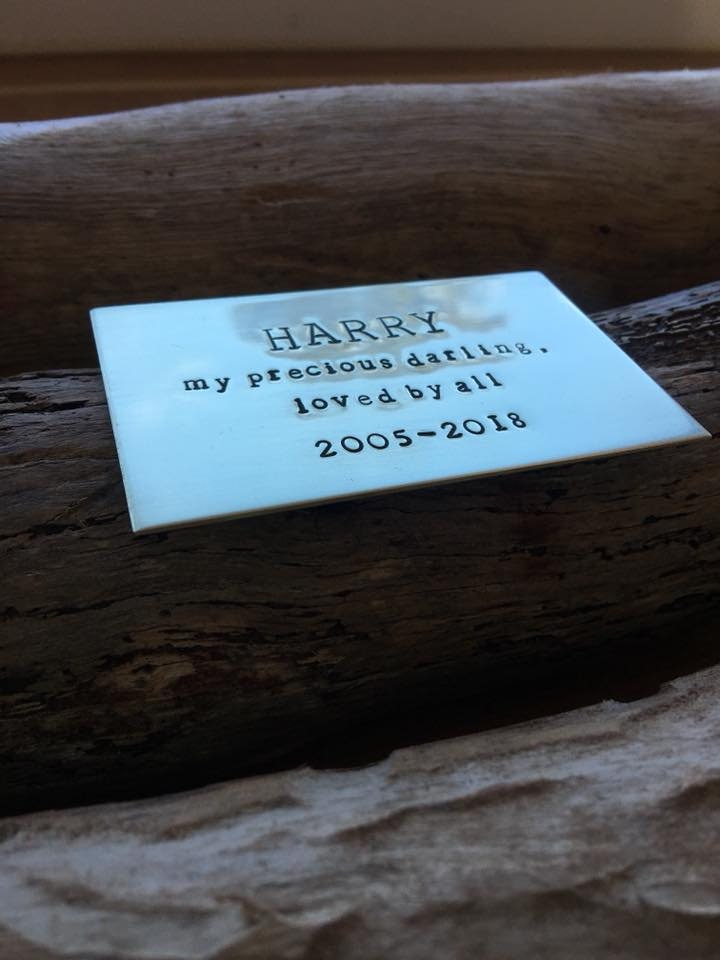 HARRY
my precious darling,
loved by all
2005-2018